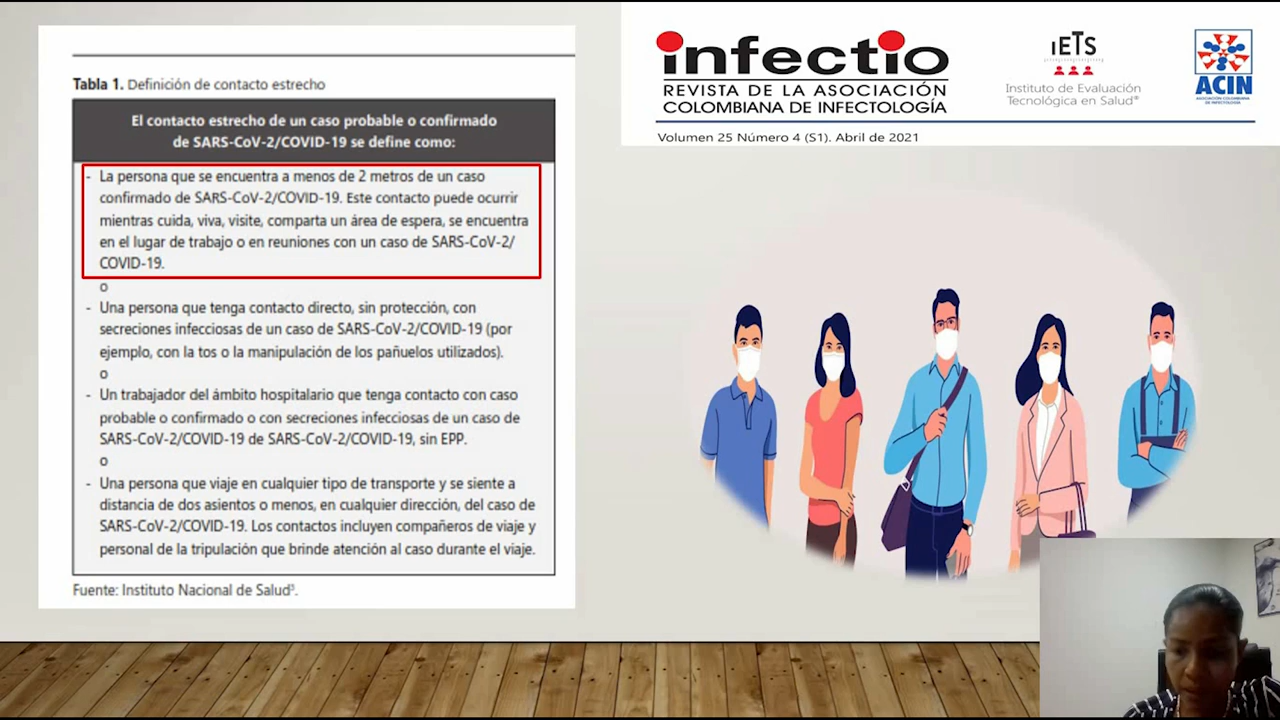 Tabla 1. Definición de contacto estrecho
El contacto estrecho de un caso probable o confirmado
de SARS-CoV-2/COVID-19 se define como:
- La persona que se encuentra a menos de 2 metros de un caso
confirmado de SARS-CoV-2/COVID-19. Este contacto puede ocurrir
mientras cuida, viva, visite, comparta un área de espera, se encuentra
en el lugar de trabajo o en reuniones con un caso de SARS-CoV-2/
COVID-19.
o
- Una persona que tenga contacto directo, sin protección, con
secreciones infecciosas de un caso de SARS-CoV-2/COVID-19 (por
ejemplo, con la tos o la manipulación de los pañuelos utilizados).
o
- Un trabajador del ámbito hospitalario que tenga contacto con caso
probable o confirmado o con secreciones infecciosas de un caso de
SARS-CoV-2/COVID-19 de SARS-CoV-2/COVID-19, sin EPP.
o
- Una persona que viaje en cualquier tipo de transporte y se siente a
distancia de dos asientos o menos, en cualquier dirección, del caso de
SARS-CoV-2/COVID-19. Los contactos incluyen compañeros de viaje y
personal de la tripulación que brinde atención al caso durante el viaje.
Fuente: Instituto Nacional de Salud⁵.
infectio
REVISTA DE LA ASOCIACIÓN
COLOMBIANA DE INFECTOLOGÍA
IETS
Instituto de Evaluación
Tecnológica en Salud®
ACIN
ASOCIACIÓN COLOMBIANA
DE INFECTOLOGÍA
Volumen 25 Número 4 (S1). Abril de 2021